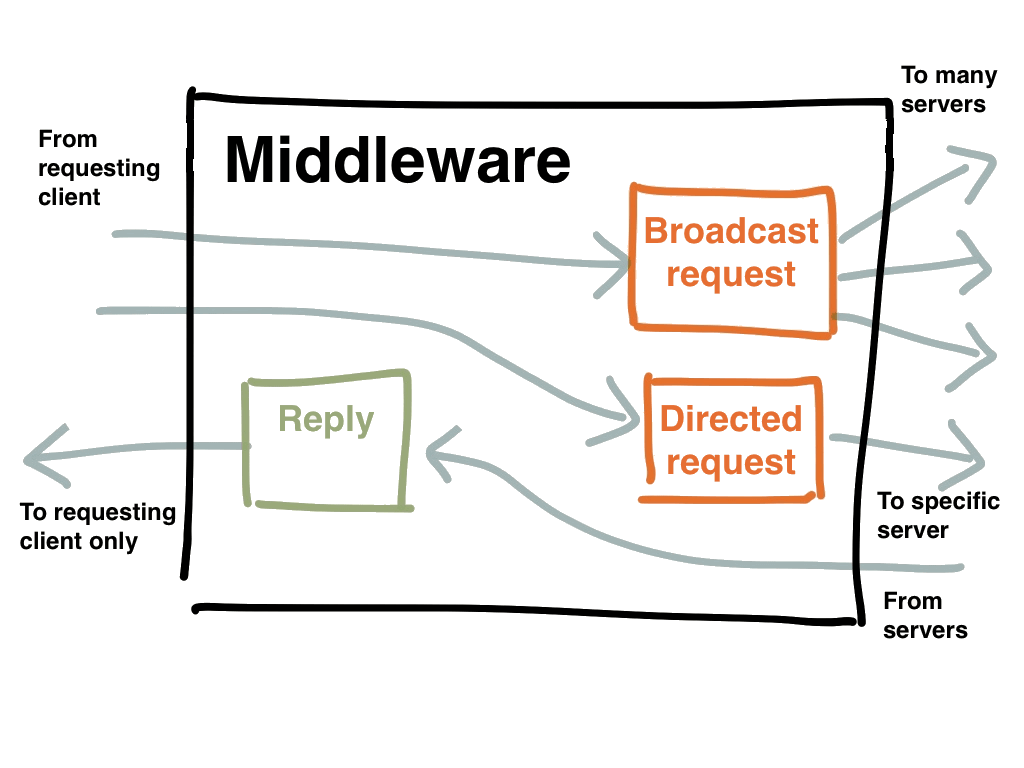 To many
servers
From
requesting
client
Middleware
Broadcast
request
Reply
Directed
request
To requesting
client only
To specific
server
From
servers